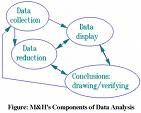 Data
collection
Data
display
Data
reduction
Conclusions:
drawing/verifying
Figure: M&H's Components of Data Analysis